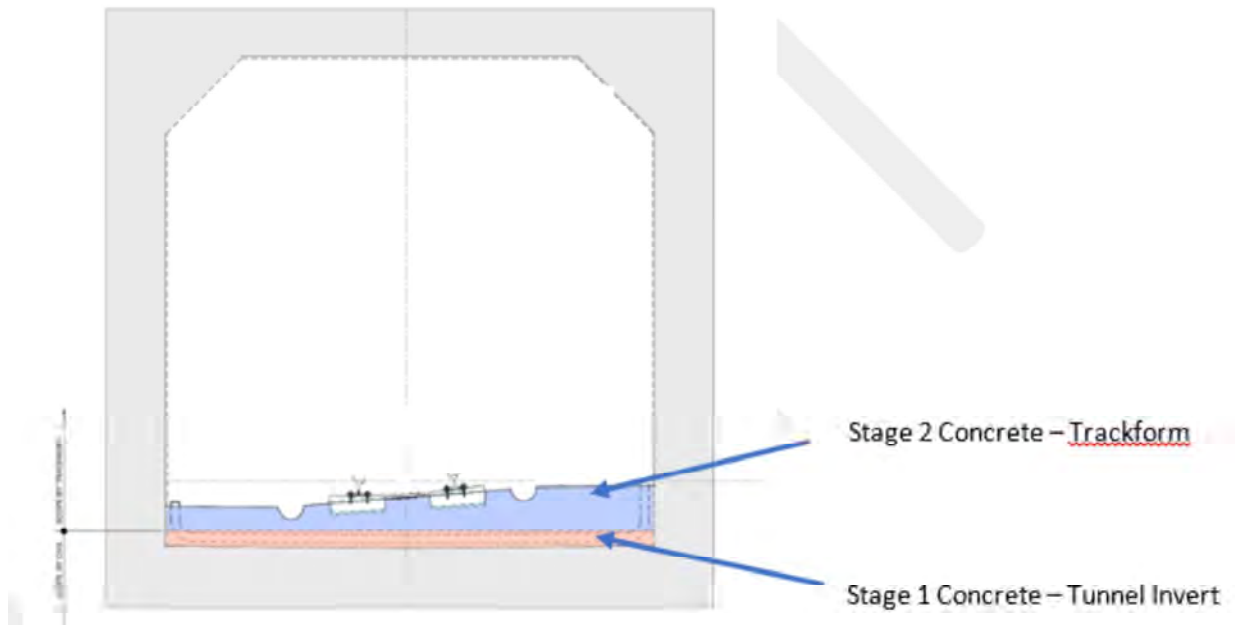 Stage 2 Concrete – Trackform
Stage 1 Concrete – Tunnel Invert